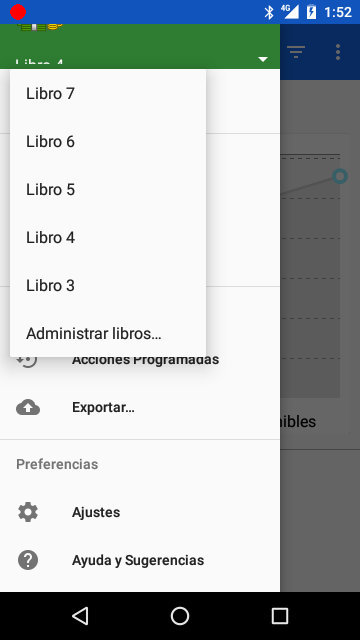 4G
1:52
Libro 4
Libro 7
Libro 6
Libro 5
Libro 4
Libro 3
Administrar libros...
Acciones Programadas
Exportar...
nibles
Preferencias
Ajustes
Ayuda y Sugerencias